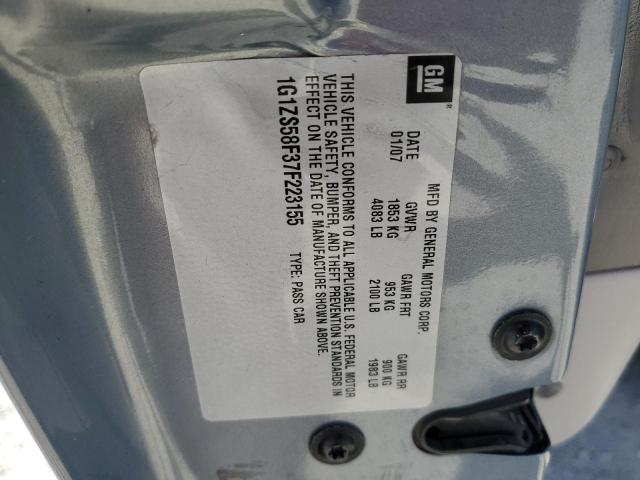 GM
MFD BY GENERAL MOTORS CORP.
DATE GVWR GAWR FRT GAWR RR
01/07 1853 KG 953 KG 900 KG
4083 LB 2100 LB 1983 LB
THIS VEHICLE CONFORMS TO ALL APPLICABLE U.S. FEDERAL MOTOR
VEHICLE SAFETY, BUMPER, AND THEFT PREVENTION STANDARDS IN
EFFECT ON THE DATE OF MANUFACTURE SHOWN ABOVE.
1G1ZS58F37F223155 TYPE: PASS CAR